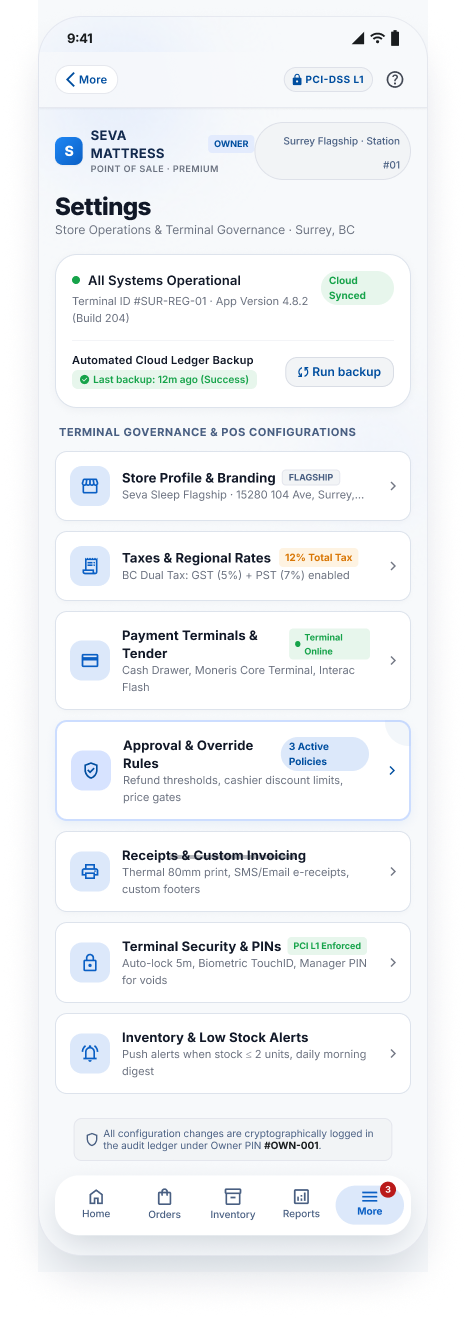 9:41
More
PCI-DSS L1
S
SEVA
MATTRESS
OWNER
POINT OF SALE · PREMIUM
Surrey Flagship · Station
#01
Settings
Store Operations & Terminal Governance · Surrey, BC
All Systems Operational
Cloud
Synced
Terminal ID #SUR-REG-01 · App Version 4.8.2
(Build 204)
Automated Cloud Ledger Backup
Last backup: 12m ago (Success)
Run backup
TERMINAL GOVERNANCE & POS CONFIGURATIONS
Store Profile & Branding FLAGSHIP
Seva Sleep Flagship · 15280 104 Ave, Surrey,...
Taxes & Regional Rates 12% Total Tax
BC Dual Tax: GST (5%) + PST (7%) enabled
Payment Terminals &
Tender
Terminal
Online
Cash Drawer, Moneris Core Terminal, Interac
Flash
Approval & Override
Rules
3 Active
Policies
Refund thresholds, cashier discount limits,
price gates
Receipts & Custom Invoicing
Thermal 80mm print, SMS/Email e-receipts,
custom footers
Terminal Security & PINs PCI L1 Enforced
Auto-lock 5m, Biometric TouchID, Manager PIN
for voids
Inventory & Low Stock Alerts
Push alerts when stock ≤ 2 units, daily morning
digest
All configuration changes are cryptographically logged in
the audit ledger under Owner PIN #OWN-001.
Home
Orders
Inventory
Reports
More
3